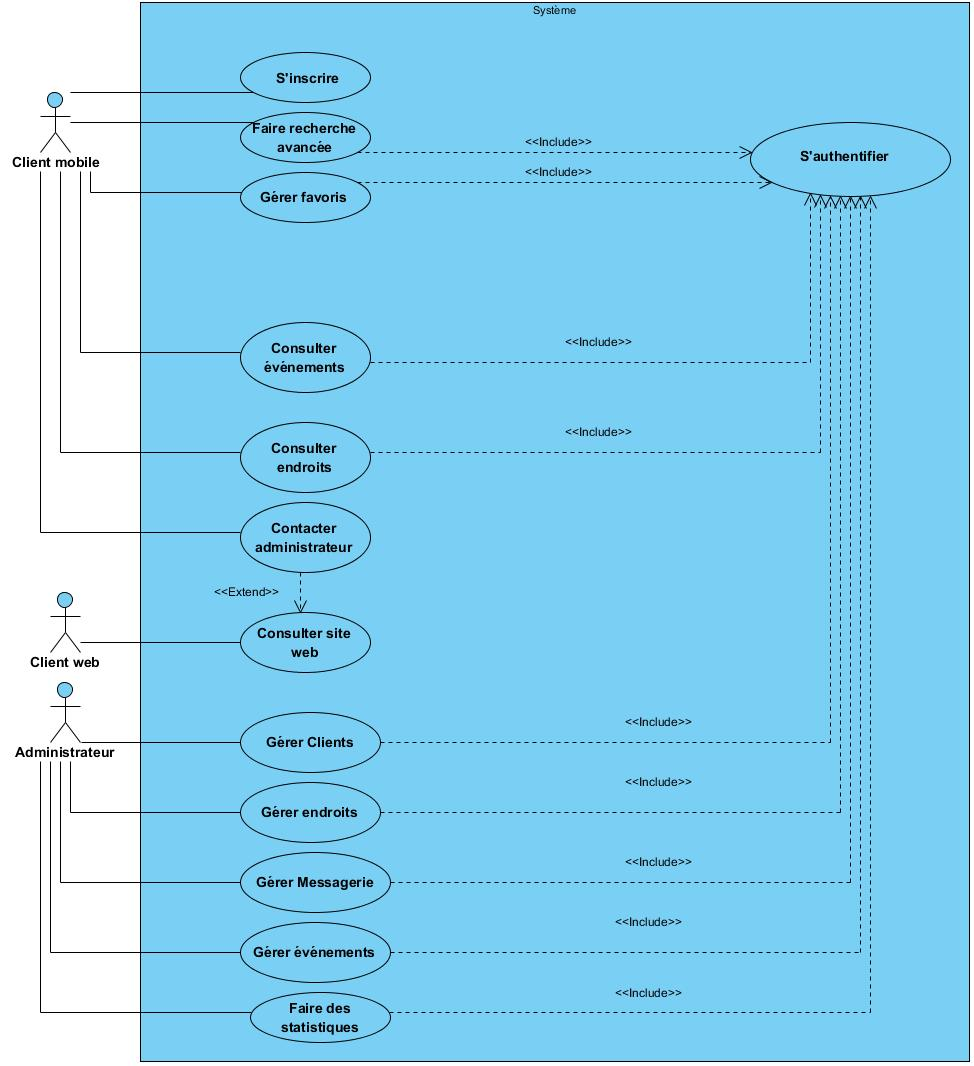 Système
S'inscrire
Faire recherche
avancée
<<Include>>
S'authentifier
Client mobile
<<Include>>
Gérer favoris
Consulter
événements
<<Include>>
Consulter
endroits
<<Include>>
Contacter
administrateur
<<Extend>>
Consulter site
web
Client web
Gérer Clients
<<Include>>
Administrateur
Gérer endroits
<<Include>>
Gérer Messagerie
<<Include>>
Gérer événements
<<Include>>
Faire des
statistiques
<<Include>>